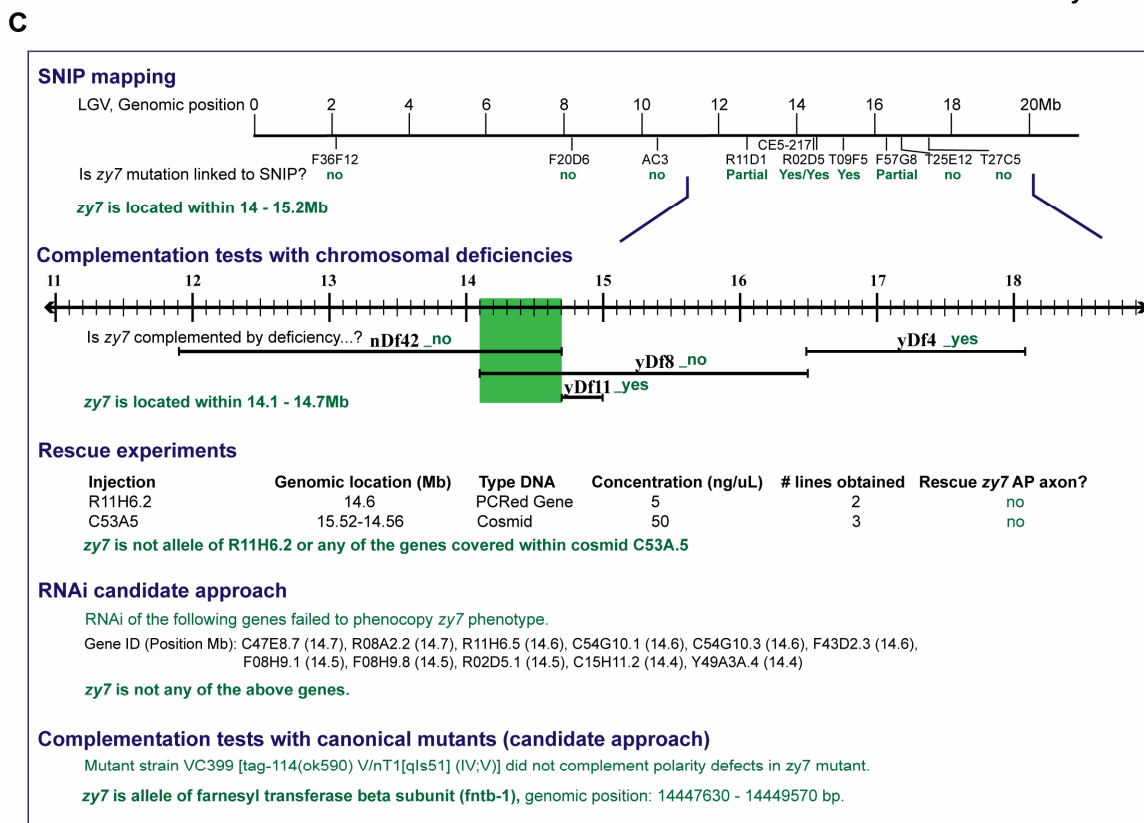 C
SNIP mapping
LGV, Genomic position 0 2 4 6 8 10 12 14 16 18 20Mb
CE5-217
F36F12 F20D6 AC3 R11D1 R02D5 T09F5 F57G8 T25E12 T27C5
Is zy7 mutation linked to SNIP? no no no Partial Yes/Yes Yes Partial no no
zy7 is located within 14 - 15.2Mb
Complementation tests with chromosomal deficiencies
11 12 13 14 15 16 17 18
Is zy7 complemented by deficiency...? nDf42 _no yDf4 _yes
yDf8 _no
yDf11 _yes
zy7 is located within 14.1 - 14.7Mb
Rescue experiments
Injection Genomic location (Mb) Type DNA Concentration (ng/uL) # lines obtained Rescue zy7 AP axon?
R11H6.2 14.6 PCRed Gene 5 2 no
C53A5 15.52-14.56 Cosmid 50 3 no
zy7 is not allele of R11H6.2 or any of the genes covered within cosmid C53A.5
RNAi candidate approach
RNAi of the following genes failed to phenocopy zy7 phenotype.
Gene ID (Position Mb): C47E8.7 (14.7), R08A2.2 (14.7), R11H6.5 (14.6), C54G10.1 (14.6), C54G10.3 (14.6), F43D2.3 (14.6),
F08H9.1 (14.5), F08H9.8 (14.5), R02D5.1 (14.5), C15H11.2 (14.4), Y49A3A.4 (14.4)
zy7 is not any of the above genes.
Complementation tests with canonical mutants (candidate approach)
Mutant strain VC399 [tag-114(ok590) V/nT1[qIs51] (IV;V)] did not complement polarity defects in zy7 mutant.
zy7 is allele of farnesyl transferase beta subunit (fntb-1), genomic position: 14447630 - 14449570 bp.